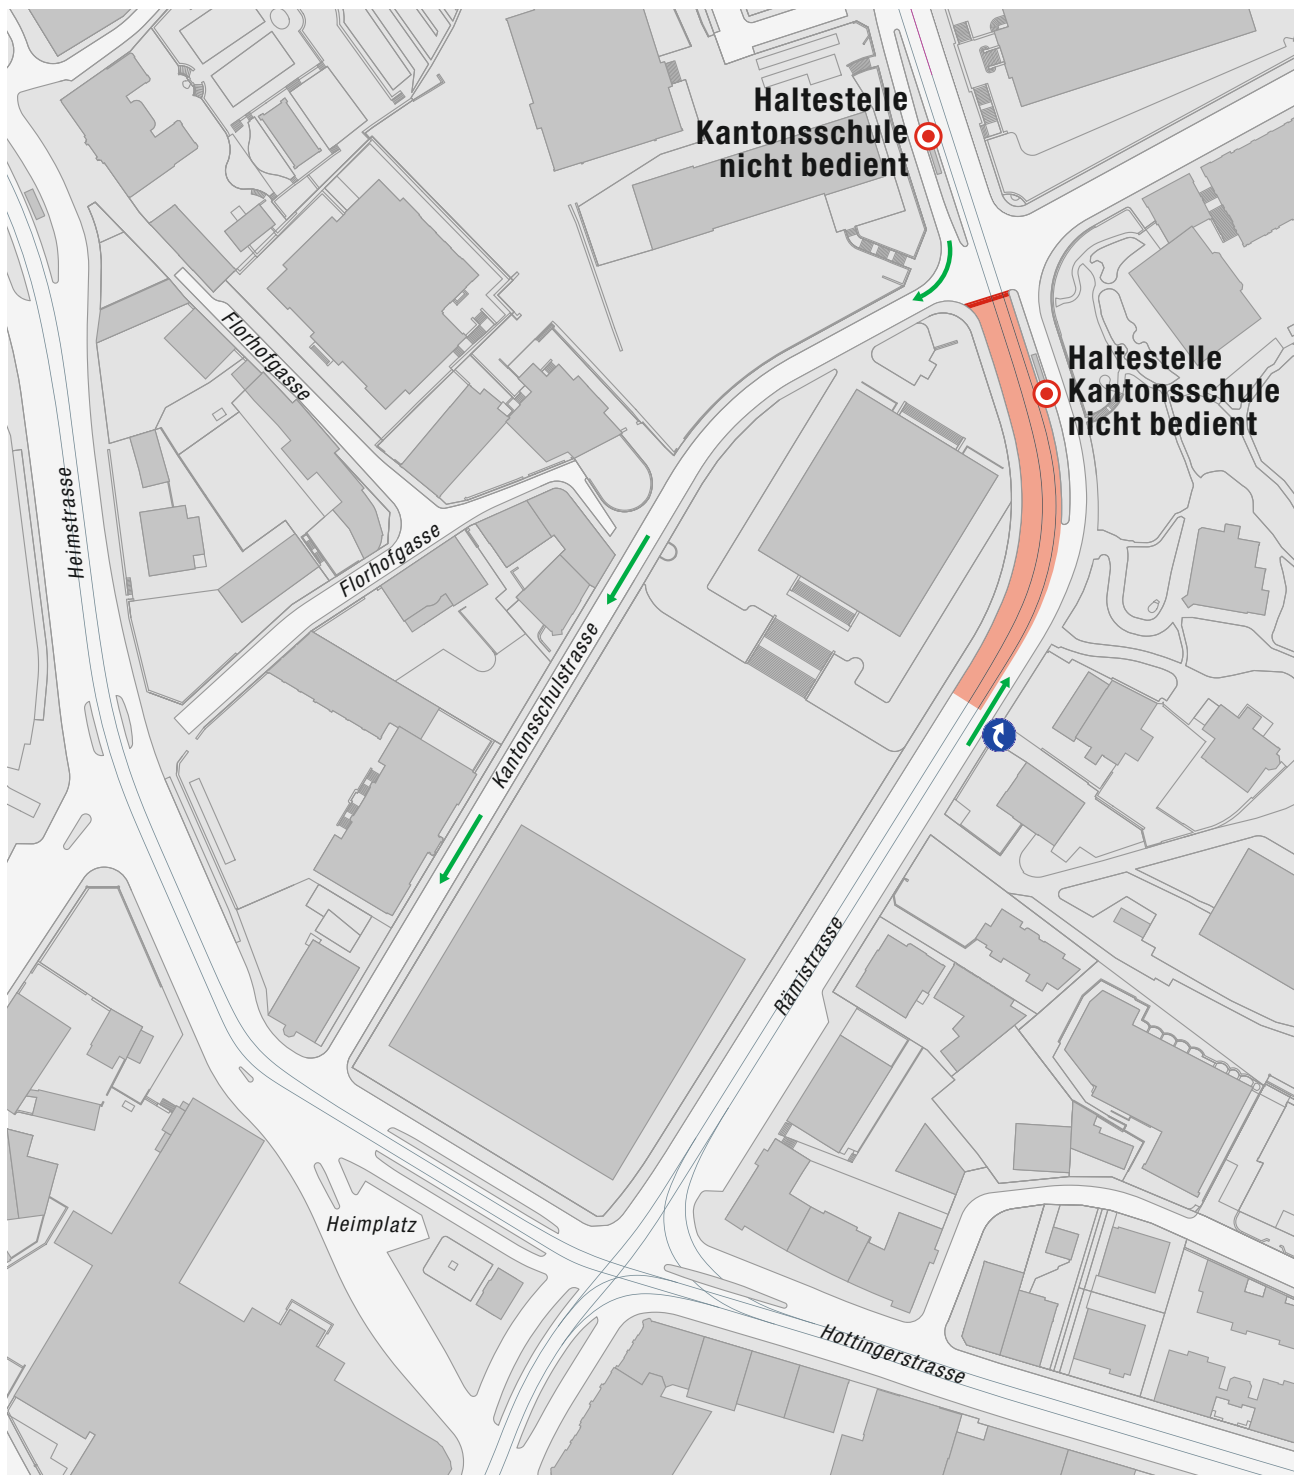 Haltestelle
Kantonsschule
nicht bedient
Florhofgasse
Haltestelle
Kantonsschule
nicht bedient
Heimstrasse
Florhofgasse
Kantonsschulstrasse
Rämistrasse
Heimplatz
Hottingerstrasse